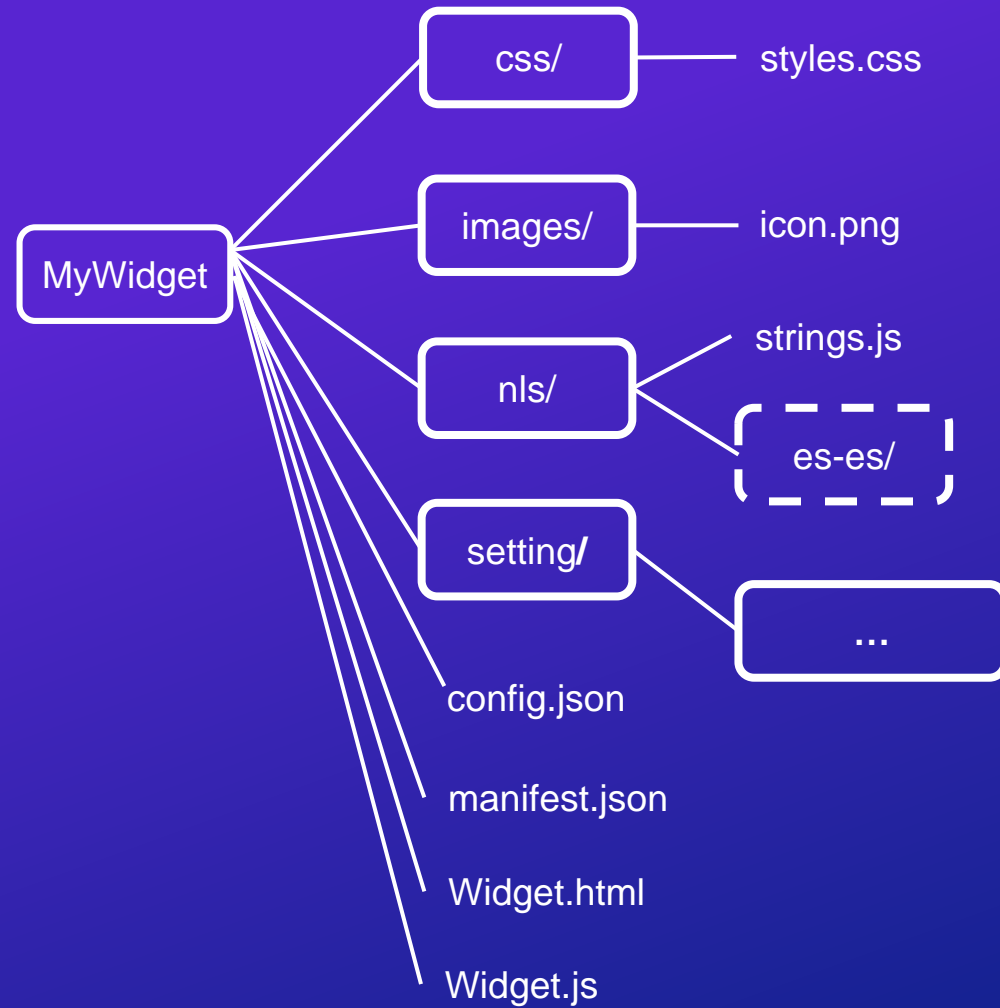 css/
styles.css
images/
icon.png
MyWidget
strings.js
nls/
es-es/
setting/
...
config.json
manifest.json
Widget.html
Widget.js